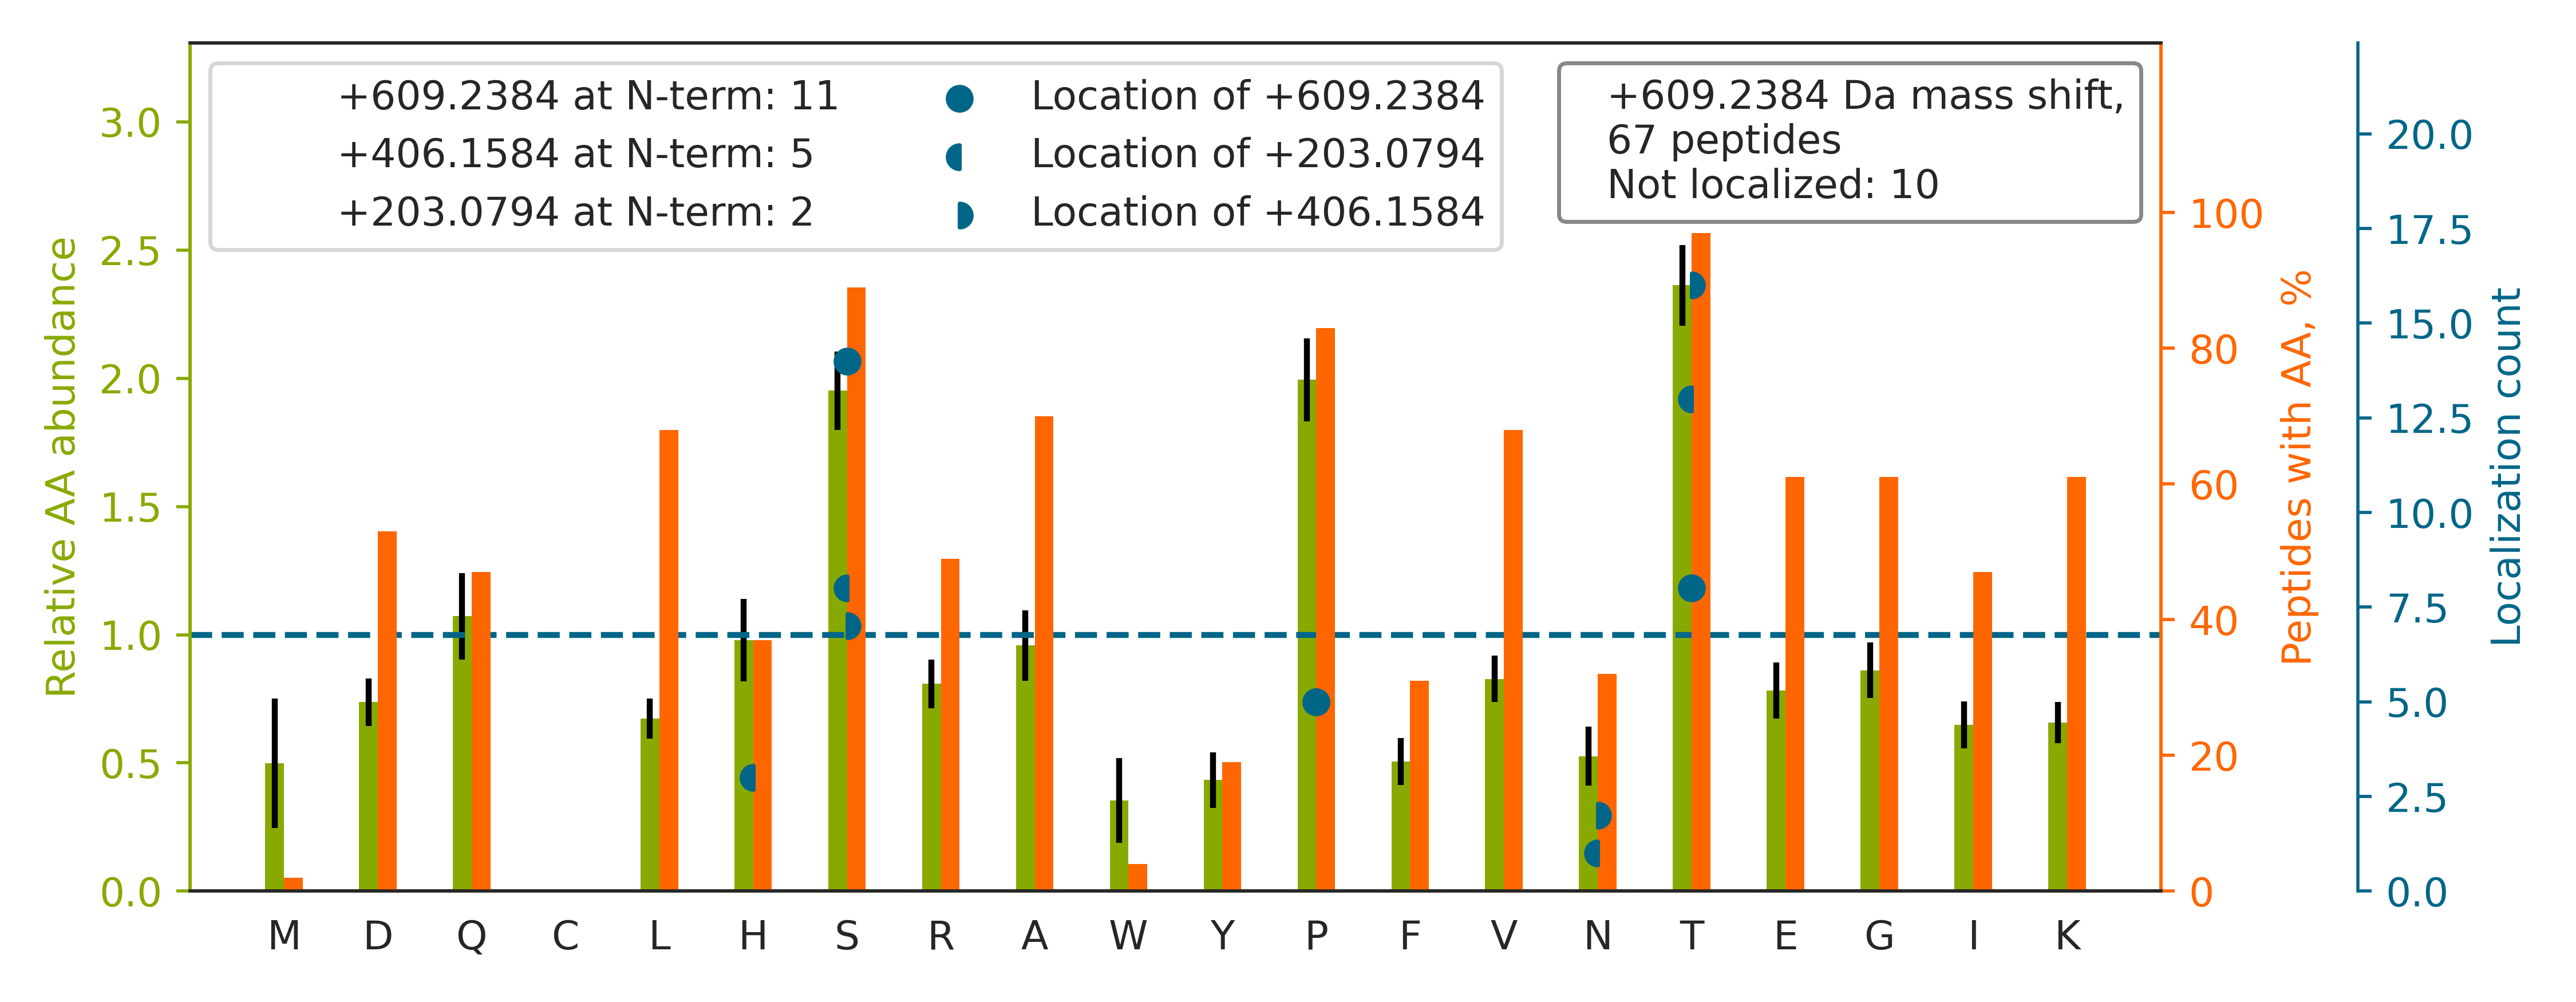 +609.2384 at N-term: 11
+406.1584 at N-term: 5
+203.0794 at N-term: 2
Location of +609.2384
Location of +203.0794
Location of +406.1584
+609.2384 Da mass shift,
67 peptides
Not localized: 10
Relative AA abundance
3.0
2.5
2.0
1.5
1.0
0.5
0.0
M D Q C L H S R A W Y P F V N T E G I K
100
80
60
40
20
0
Peptides with AA, %
20.0
17.5
15.0
12.5
10.0
7.5
5.0
2.5
0.0
Localization count